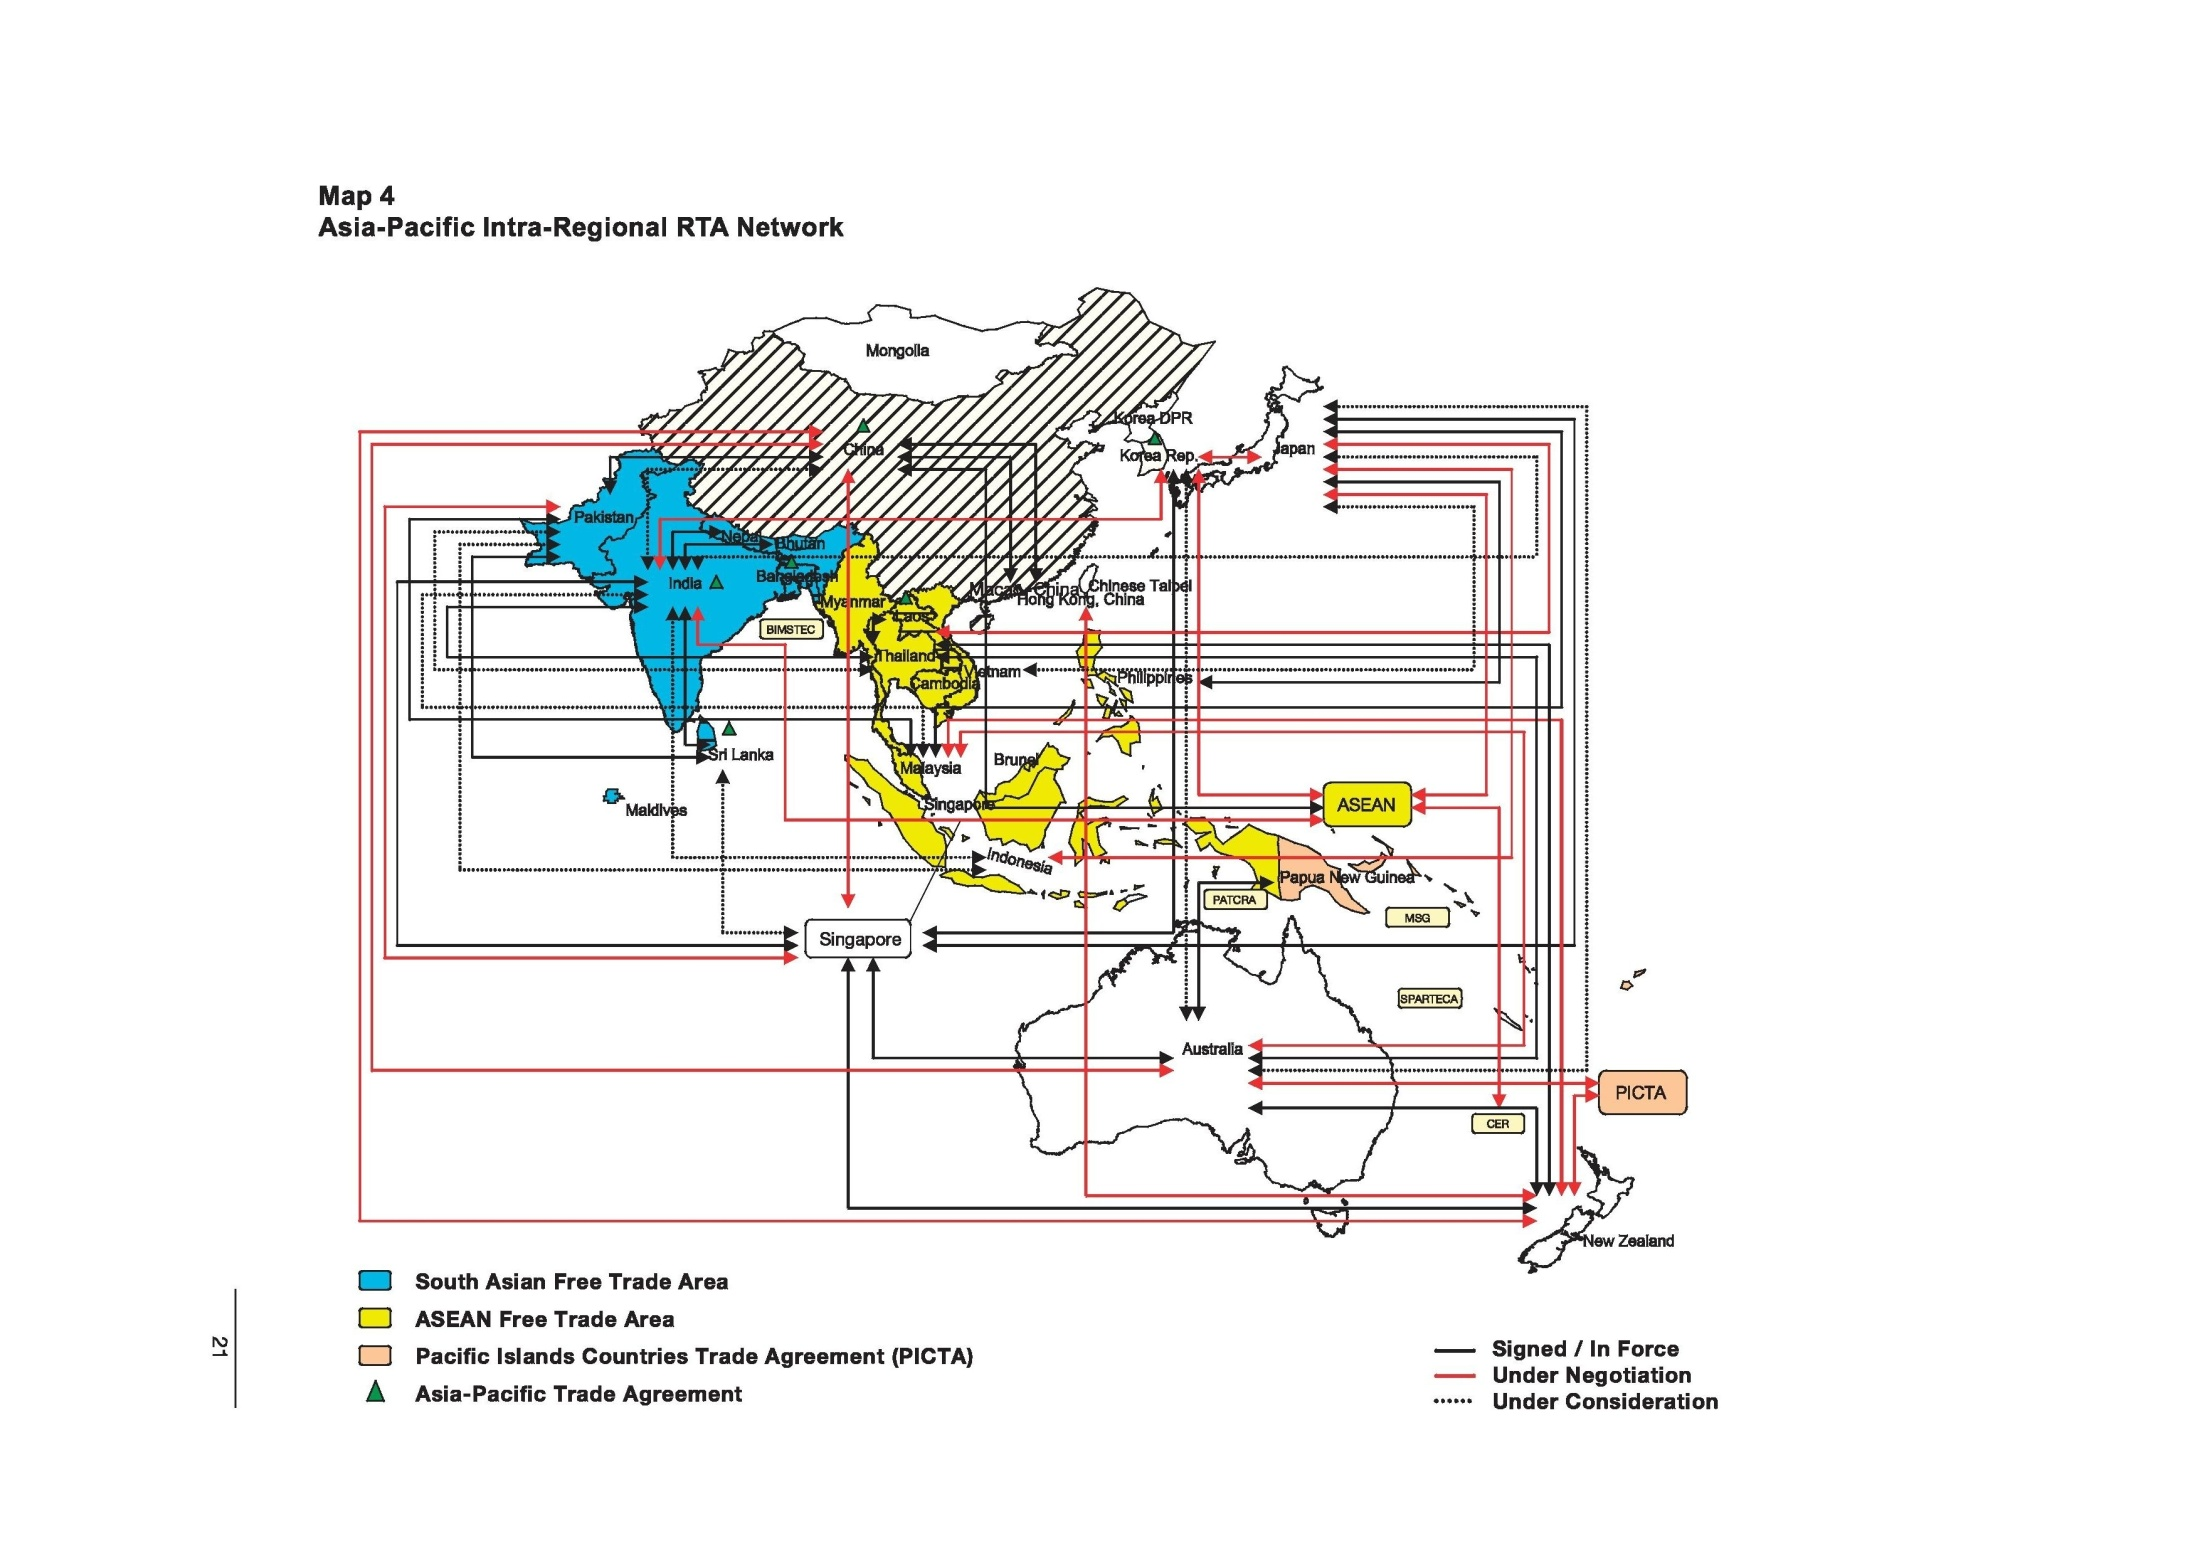 Map 4
Asia-Pacific Intra-Regional RTA Network
Mongolia
Korea DPR
China
Korea Rep.
Japan
Pakistan
Nepal
Bhutan
India
Bangladesh
Macao, China
Chinese Taipei
Hong Kong, China
Myanmar
Laos
BIMSTEC
Thailand
Vietnam
Cambodia
Philippines
Sri Lanka
Malaysia
Brunei
Maldives
Singapore
ASEAN
Indonesia
Papua New Guinea
PATCRA
MSG
Singapore
SPARTECA
Australia
PICTA
CER
New Zealand
South Asian Free Trade Area
ASEAN Free Trade Area
Pacific Islands Countries Trade Agreement (PICTA)
Asia-Pacific Trade Agreement
Signed / In Force
Under Negotiation
Under Consideration
21